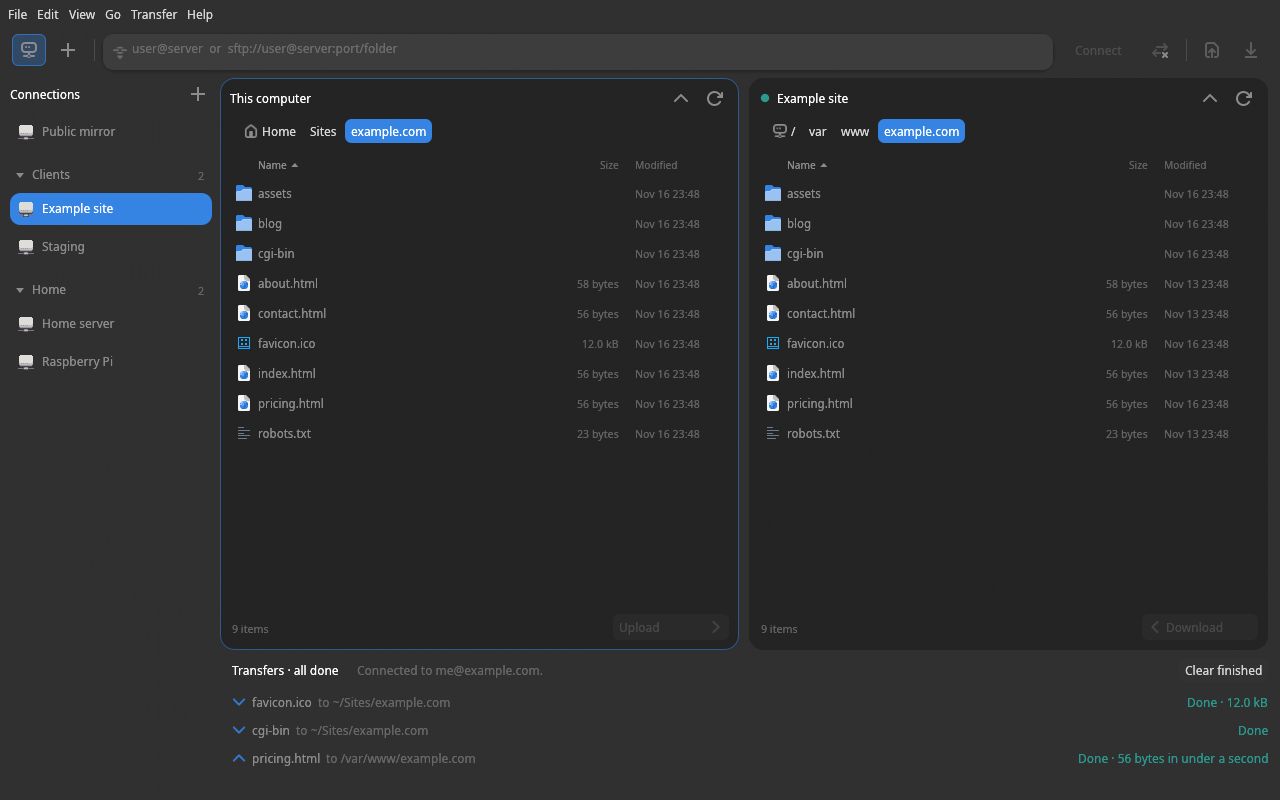 File Edit View Go Transfer Help
user@server or sftp://user@server:port/folder
Connect
Connections
Public mirror
Clients 2
Example site
Staging
Home 2
Home server
Raspberry Pi
This computer
Home Sites example.com
Name Size Modified
assets Nov 16 23:48
blog Nov 16 23:48
cgi-bin Nov 16 23:48
about.html 58 bytes Nov 16 23:48
contact.html 56 bytes Nov 16 23:48
favicon.ico 12.0 kB Nov 16 23:48
index.html 56 bytes Nov 16 23:48
pricing.html 56 bytes Nov 16 23:48
robots.txt 23 bytes Nov 16 23:48
9 items Upload
Example site
/ var www example.com
Name Size Modified
assets Nov 16 23:48
blog Nov 16 23:48
cgi-bin Nov 16 23:48
about.html 58 bytes Nov 13 23:48
contact.html 56 bytes Nov 13 23:48
favicon.ico 12.0 kB Nov 16 23:48
index.html 56 bytes Nov 13 23:48
pricing.html 56 bytes Nov 16 23:48
robots.txt 23 bytes Nov 13 23:48
9 items Download
Transfers · all done Connected to me@example.com. Clear finished
favicon.ico to ~/Sites/example.com Done · 12.0 kB
cgi-bin to ~/Sites/example.com Done
pricing.html to /var/www/example.com Done · 56 bytes in under a second